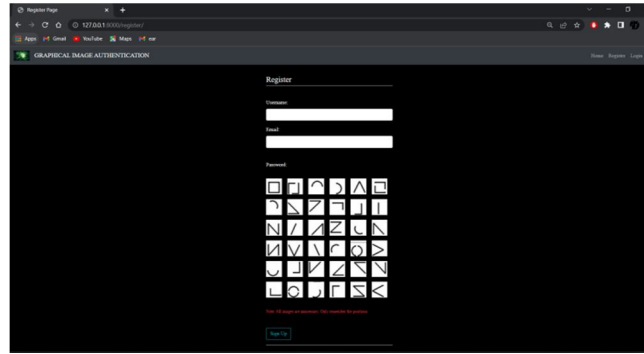 Register Page
127.0.0.1:8000/register/
Apps Gmail YouTube Maps
GRAPHICAL IMAGE AUTHENTICATION
Home Register Login
Register
Username:
Email:
Password:
Sign Up